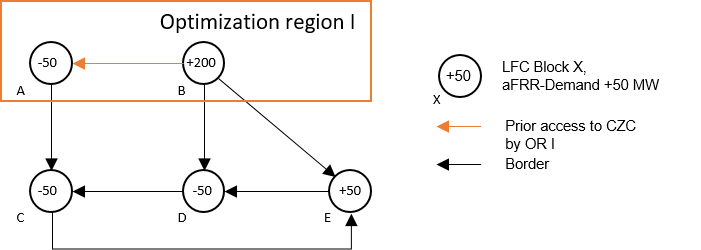 Optimization region I
-50
+200
A
B
-50
-50
+50
C
D
E
+50
X
LFC Block X,
aFRR-Demand +50 MW
Prior access to CZC
by OR I
Border